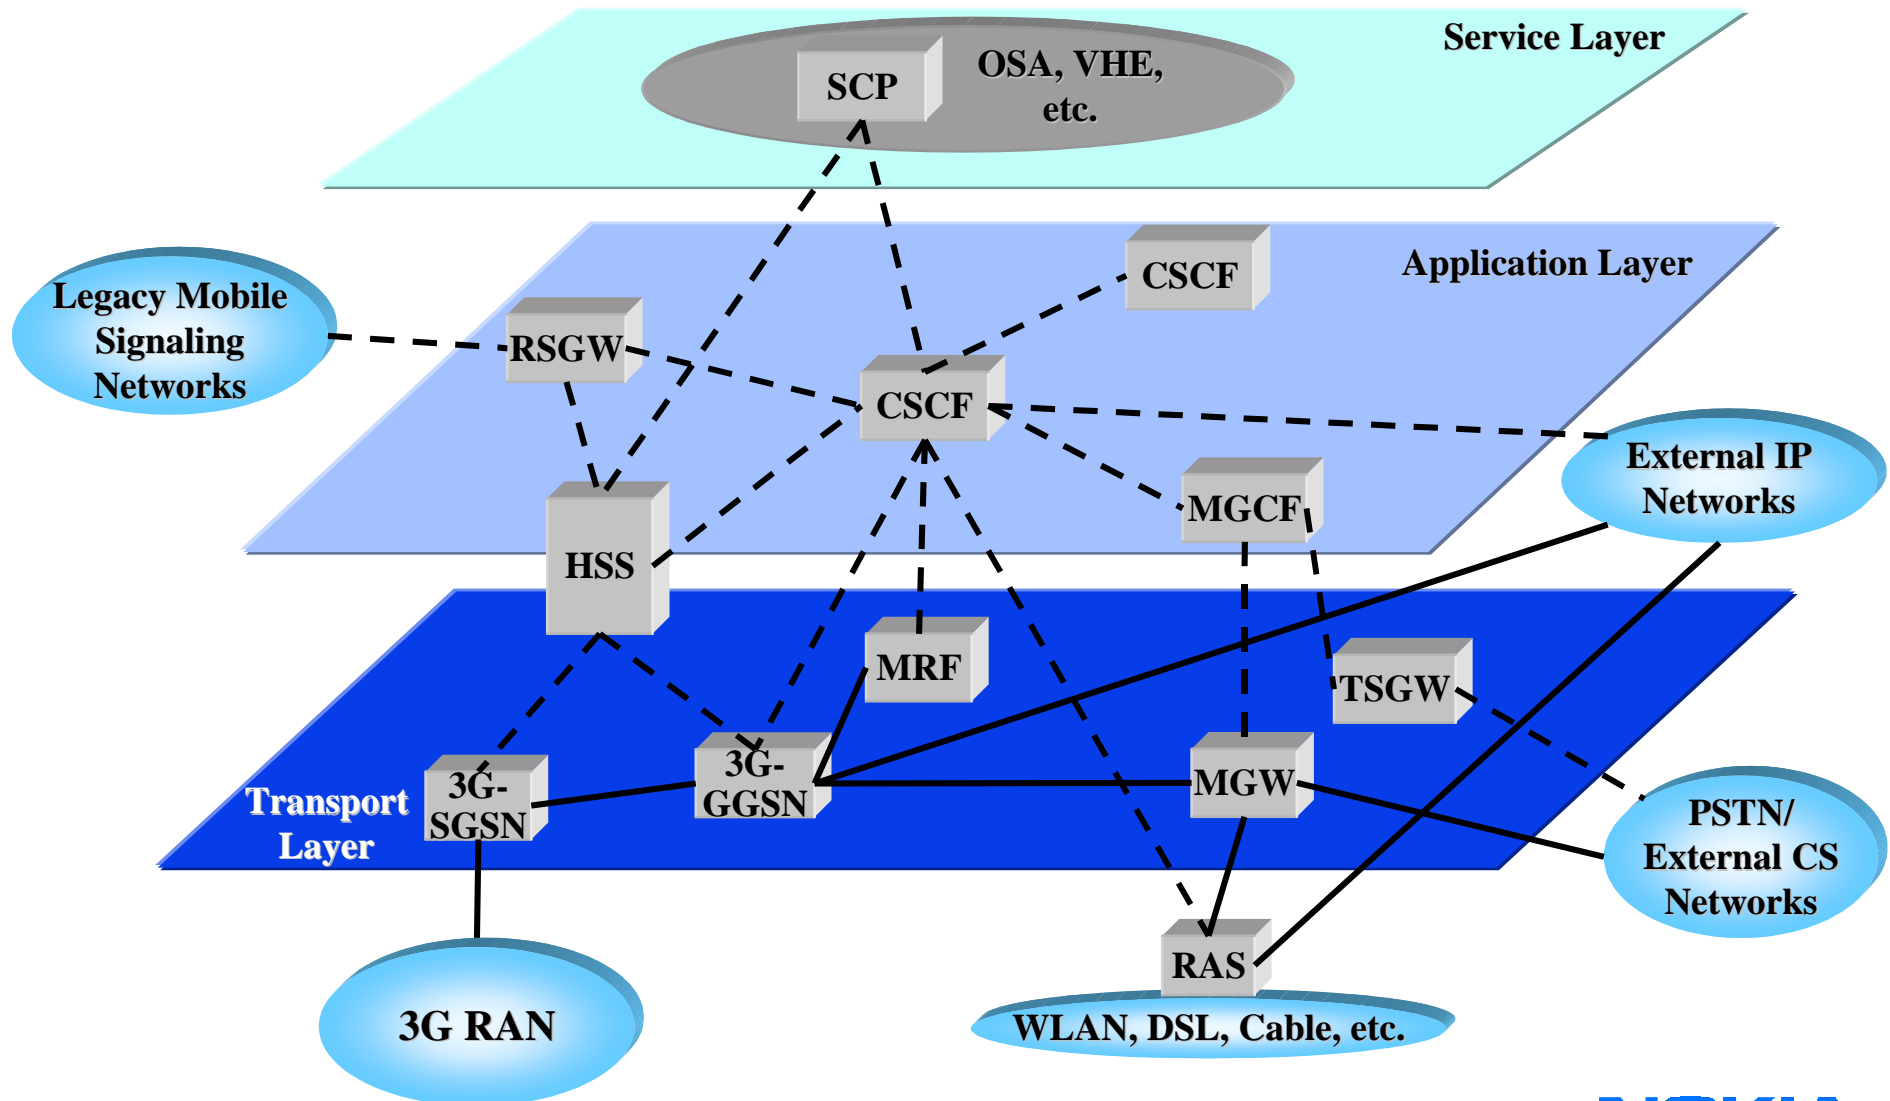 Service Layer
SCP
OSA, VHE,
etc.
Application Layer
CSCF
Legacy Mobile
Signaling
Networks
RSGW
CSCF
External IP
Networks
MGCF
HSS
MRF
TSGW
3G-
SGSN
3G-
GGSN
MGW
Transport
Layer
PSTN/
External CS
Networks
RAS
3G RAN
WLAN, DSL, Cable, etc.